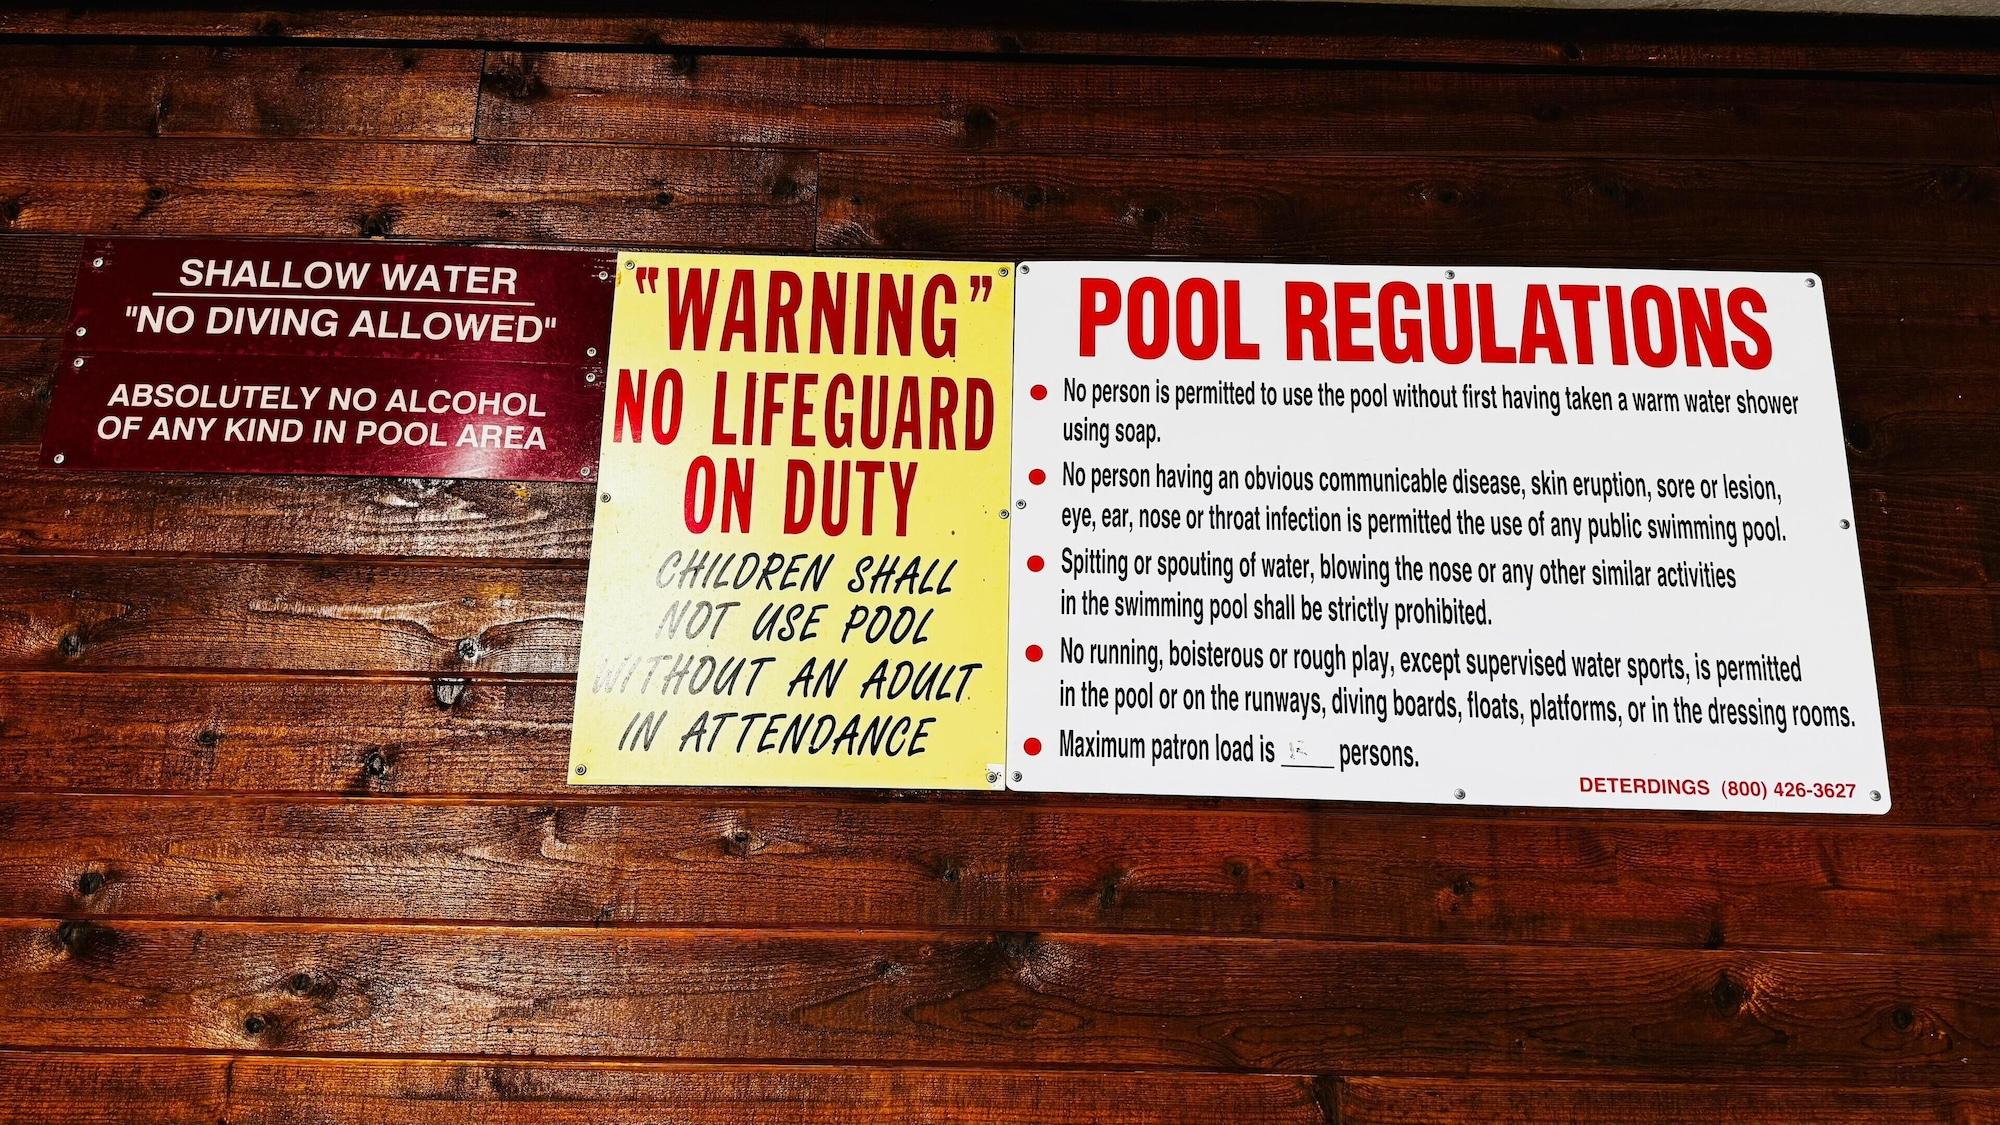 SHALLOW WATER
"NO DIVING ALLOWED"
ABSOLUTELY NO ALCOHOL
OF ANY KIND IN POOL AREA
“WARNING”
NO LIFEGUARD
ON DUTY
CHILDREN SHALL
NOT USE POOL
WITHOUT AN ADULT
IN ATTENDANCE
POOL REGULATIONS
No person is permitted to use the pool without first having taken a warm water shower
using soap.
No person having an obvious communicable disease, skin eruption, sore or lesion,
eye, ear, nose or throat infection is permitted the use of any public swimming pool.
Spitting or spouting of water, blowing the nose or any other similar activities
in the swimming pool shall be strictly prohibited.
No running, boisterous or rough play, except supervised water sports, is permitted
in the pool or on the runways, diving boards, floats, platforms, or in the dressing rooms.
Maximum patron load is ____ persons.
DETERDINGS (800) 426-3627